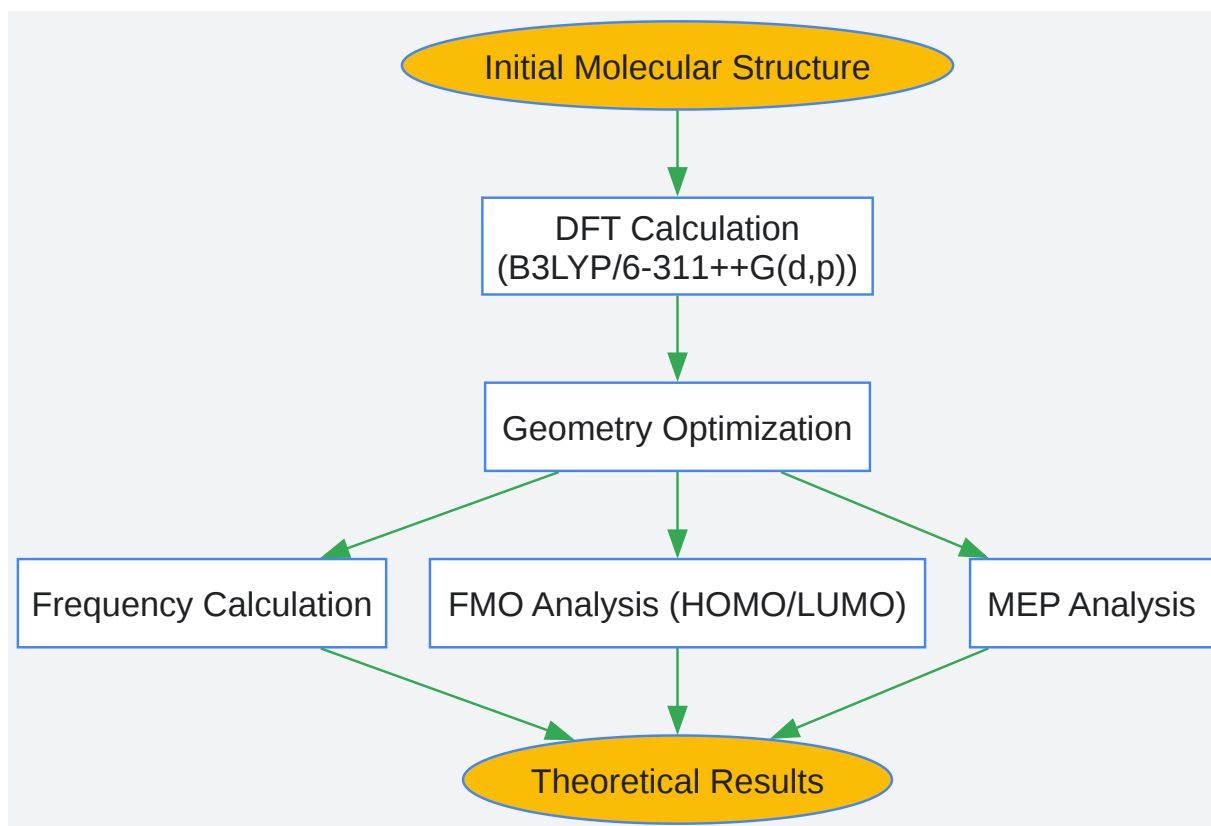 Initial Molecular Structure
DFT Calculation
(B3LYP/6-311++G(d,p))
Geometry Optimization
Frequency Calculation
FMO Analysis (HOMO/LUMO)
MEP Analysis
Theoretical Results